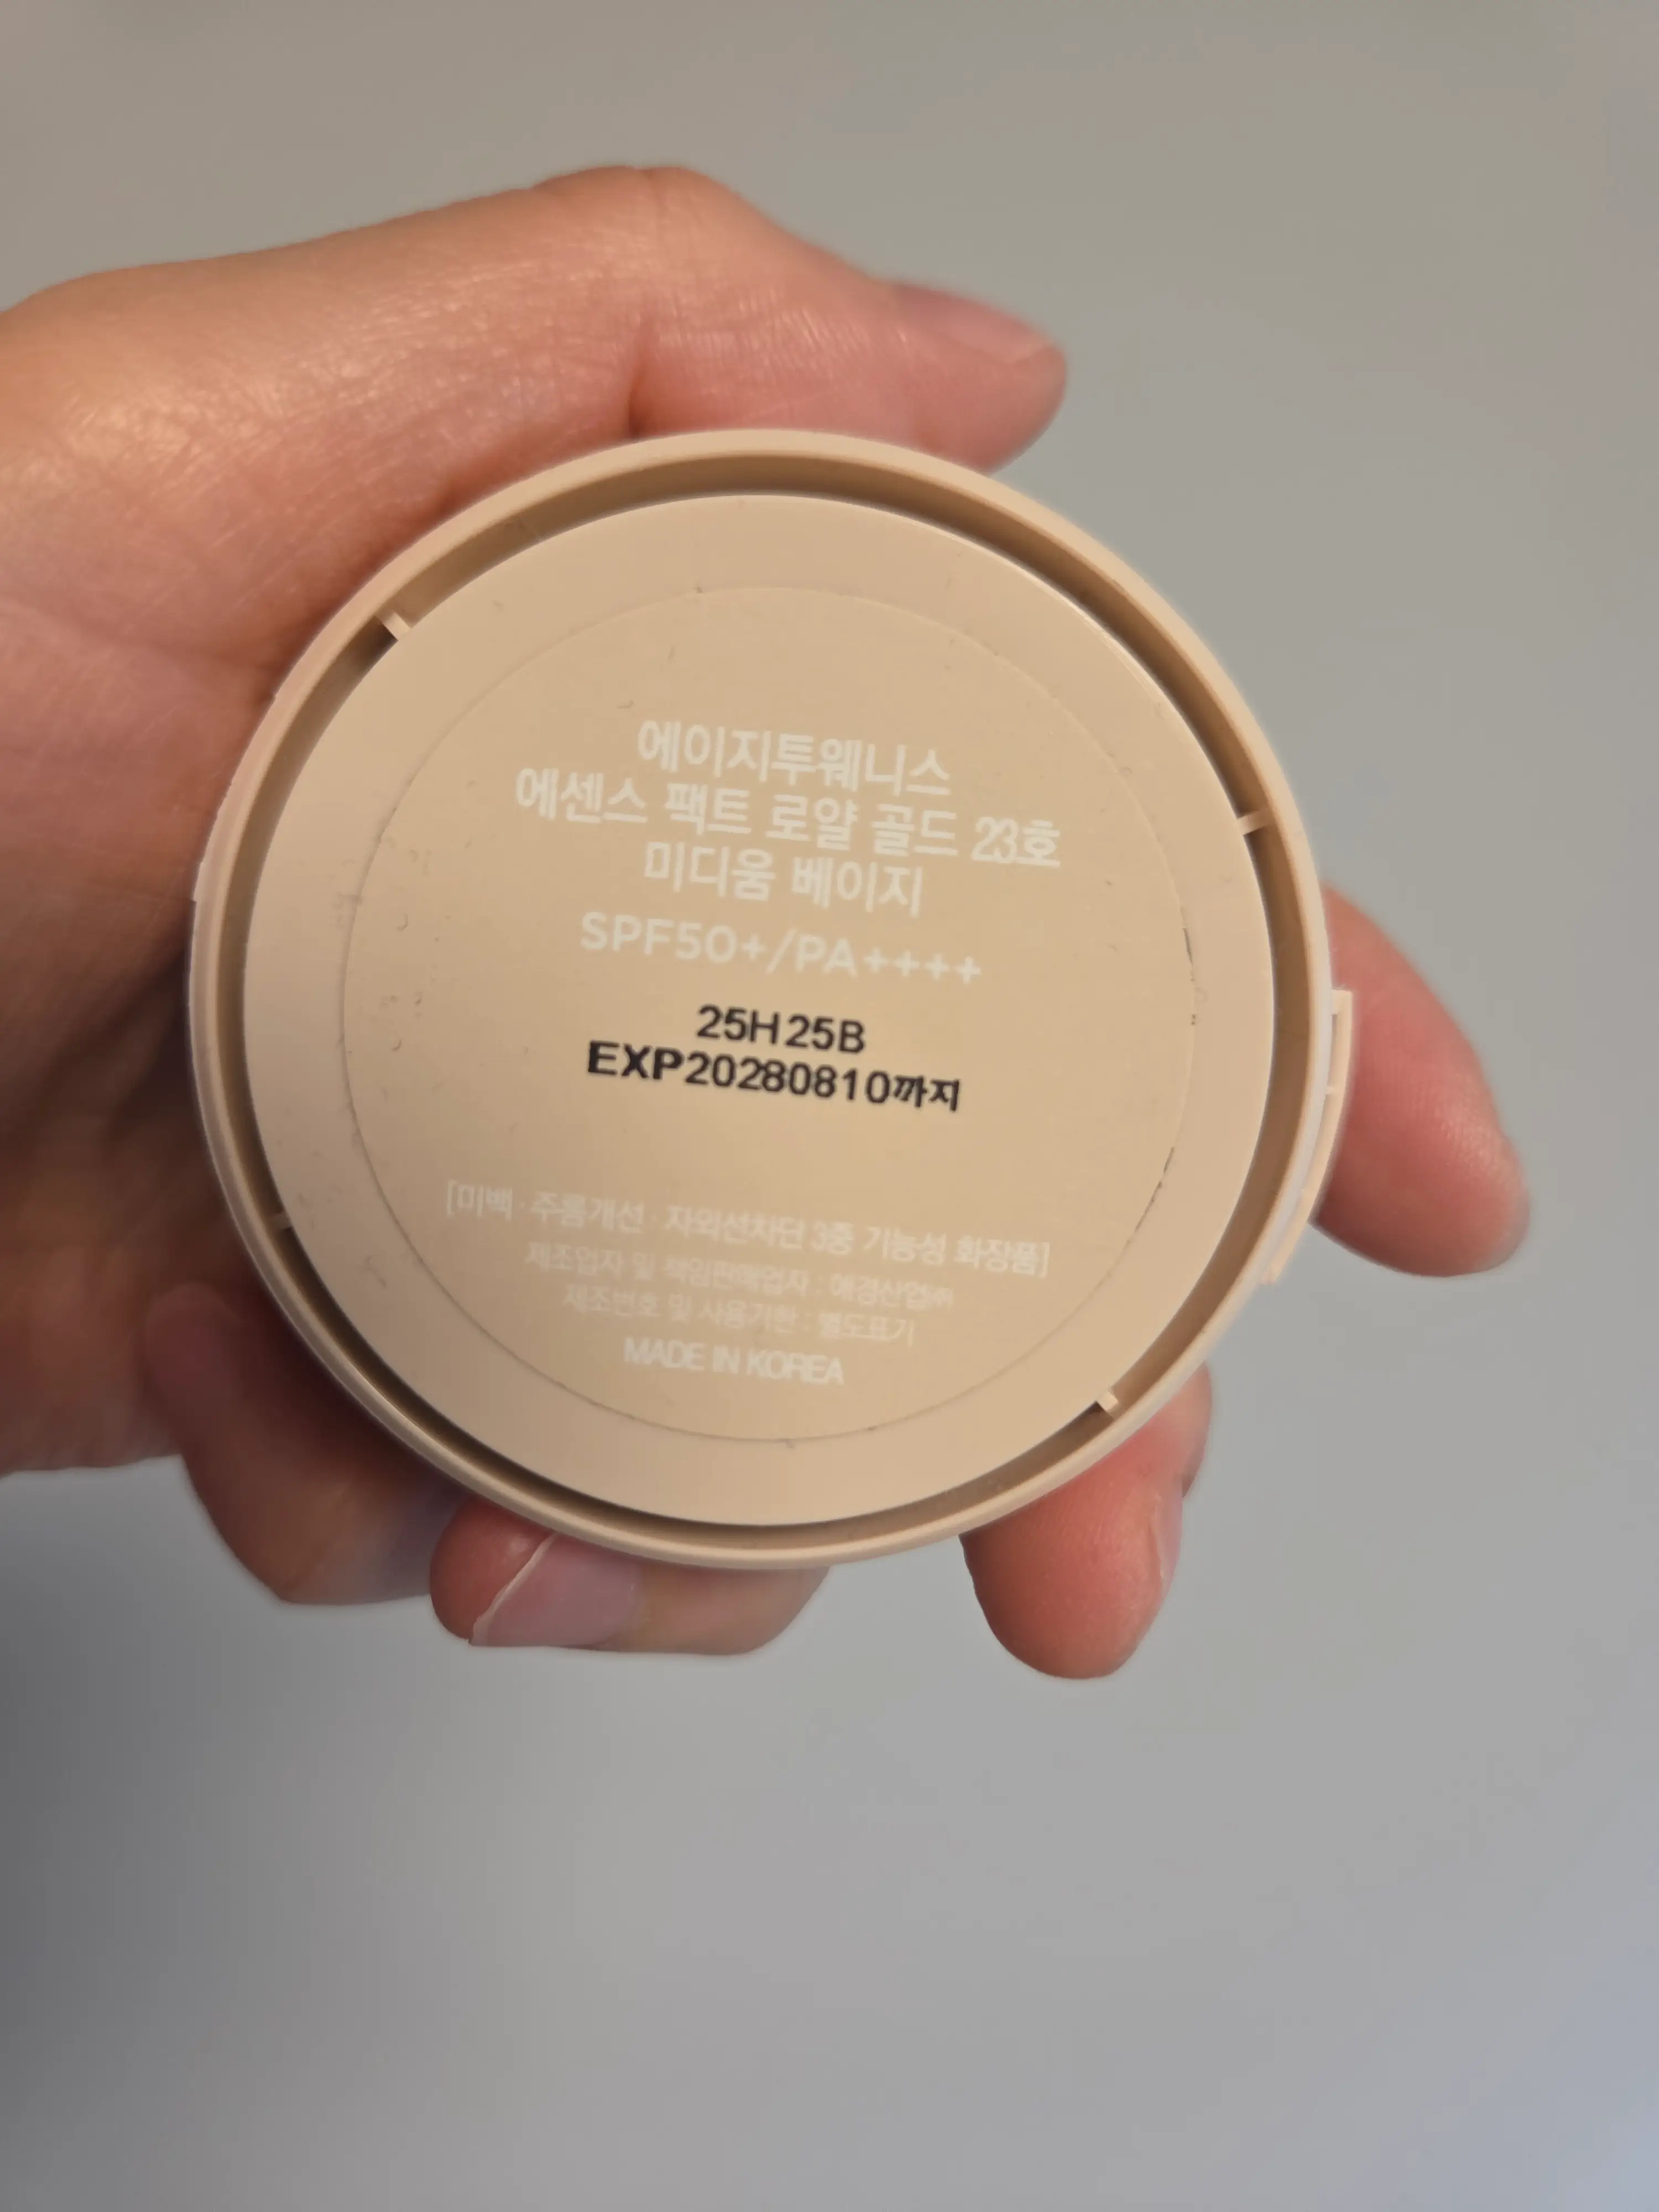 에이지투웨니스
에센스 팩트 로얄 골드 23호
미디움 베이지
SPF50+/PA++++
25H25B
EXP20280810까지
[미백·주름개선·자외선차단 3중 기능성 화장품]
제조업자 및 책임판매업자 : 애경산업㈜
제조번호 및 사용기한 : 별도표기
MADE IN KOREA